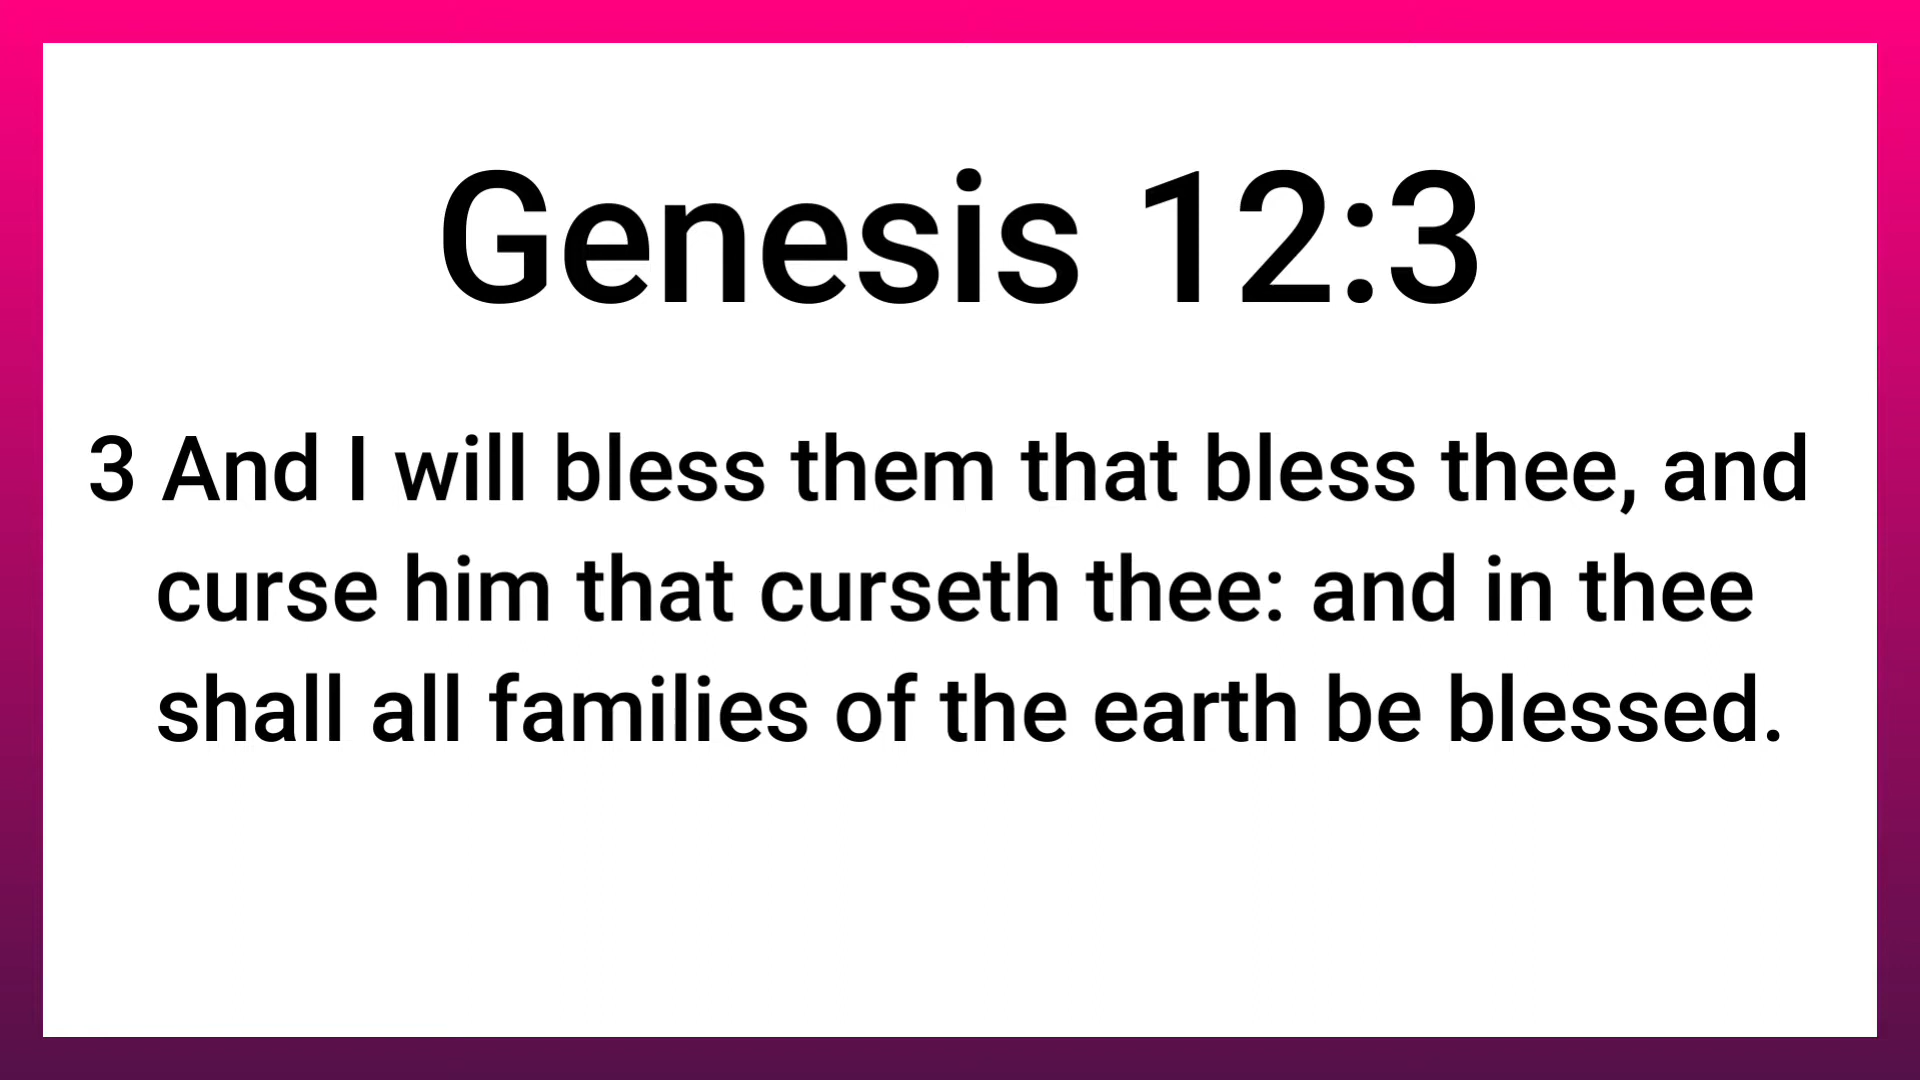 Genesis 12:3
3 And I will bless them that bless thee, and
curse him that curseth thee: and in thee
shall all families of the earth be blessed.